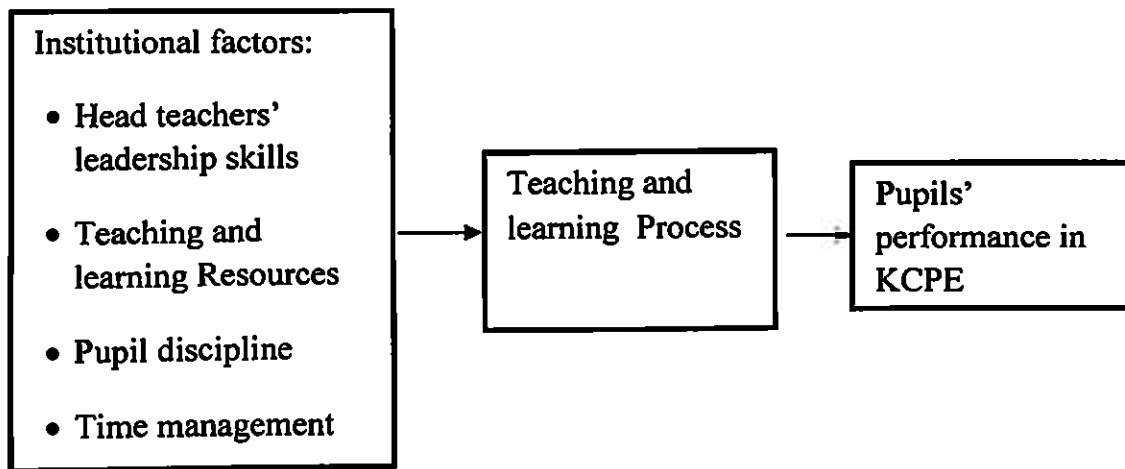 Institutional factors:
• Head teachers'
leadership skills
• Teaching and
learning Resources
• Pupil discipline
• Time management
Teaching and
learning Process
Pupils'
performance in
KCPE